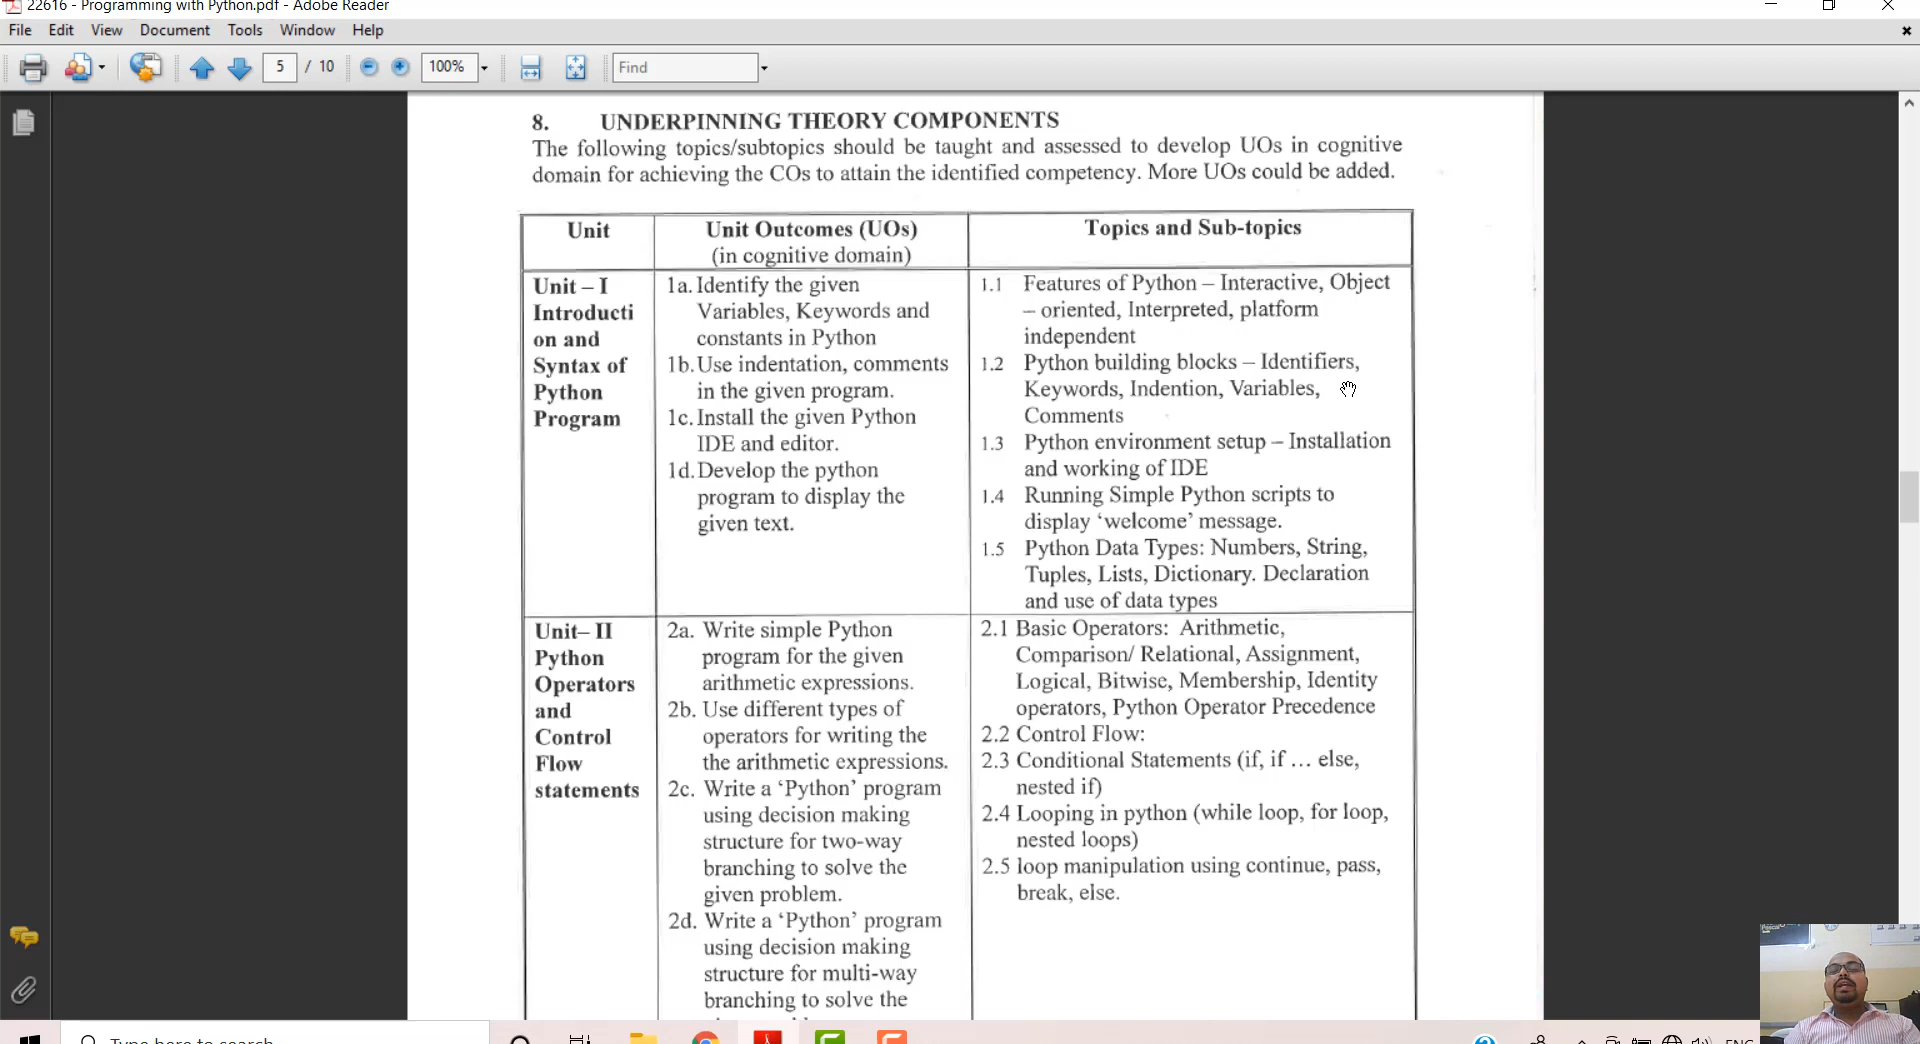 22616 - Programming with Python.pdf - Adobe Reader
File Edit View Document Tools Window Help
5 / 10 100% Find
8. UNDERPINNING THEORY COMPONENTS
The following topics/subtopics should be taught and assessed to develop UOs in cognitive
domain for achieving the COs to attain the identified competency. More UOs could be added.
Unit
Unit Outcomes (UOs)
(in cognitive domain)
Topics and Sub-topics
Unit – I
Introducti
on and
Syntax of
Python
Program
1a. Identify the given
Variables, Keywords and
constants in Python
1b. Use indentation, comments
in the given program.
1c. Install the given Python
IDE and editor.
1d. Develop the python
program to display the
given text.
1.1 Features of Python – Interactive, Object
– oriented, Interpreted, platform
independent
1.2 Python building blocks – Identifiers,
Keywords, Indention, Variables,
Comments
1.3 Python environment setup – Installation
and working of IDE
1.4 Running Simple Python scripts to
display ‘welcome’ message.
1.5 Python Data Types: Numbers, String,
Tuples, Lists, Dictionary. Declaration
and use of data types
Unit– II
Python
Operators
and
Control
Flow
statements
2a. Write simple Python
program for the given
arithmetic expressions.
2b. Use different types of
operators for writing the
the arithmetic expressions.
2c. Write a ‘Python’ program
using decision making
structure for two-way
branching to solve the
given problem.
2d. Write a ‘Python’ program
using decision making
structure for multi-way
branching to solve the
2.1 Basic Operators: Arithmetic,
Comparison/ Relational, Assignment,
Logical, Bitwise, Membership, Identity
operators, Python Operator Precedence
2.2 Control Flow:
2.3 Conditional Statements (if, if ... else,
nested if)
2.4 Looping in python (while loop, for loop,
nested loops)
2.5 loop manipulation using continue, pass,
break, else.
Type here to search
ENG